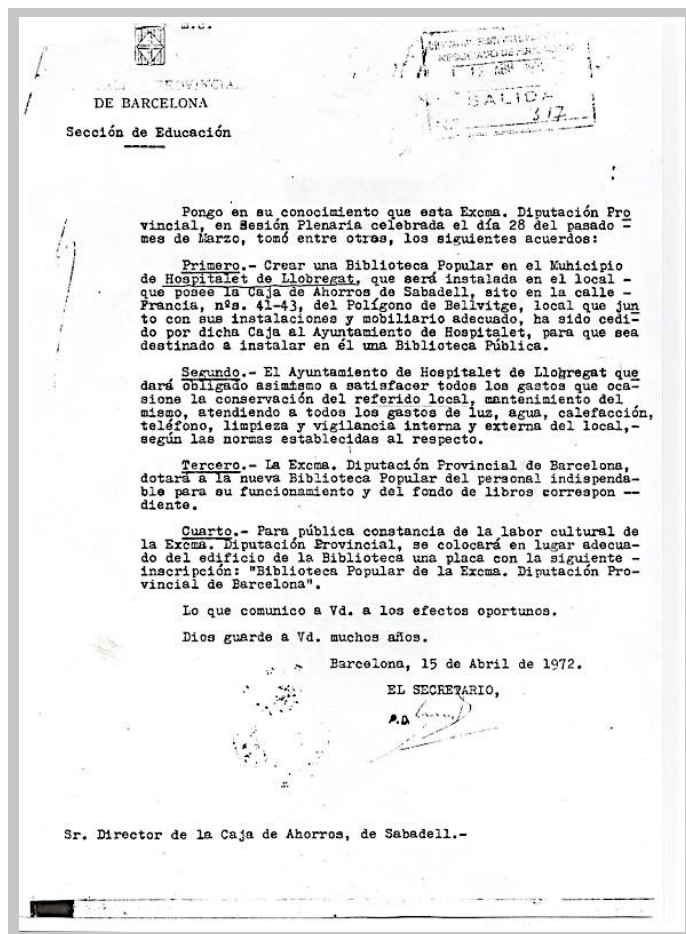 m.c.
PROVINCIAL
DE BARCELONA
Sección de Educación
SALIDA
317
Pongo en su conocimiento que esta Excma. Diputación Pro
vincial, en Sesión Plenaria celebrada el día 28 del pasado -
mes de Marzo, tomó entre otros, los siguientes acuerdos:
Primero.- Crear una Biblioteca Popular en el Municipio
de Hospitalet de Llobregat, que será instalada en el local -
que posee la Caja de Ahorros de Sabadell, sito en la calle -
Francia, nºs. 41-43, del Polígono de Bellvitge, local que jun
to con sus instalaciones y mobiliario adecuado, ha sido cedi
do por dicha Caja al Ayuntamiento de Hospitalet, para que sea
destinado a instalar en él una Biblioteca Pública.
Segundo.- El Ayuntamiento de Hospitalet de Llobregat que
dará obligado asimismo a satisfacer todos los gastos que oca-
sione la conservación del referido local, mantenimiento del
mismo, atendiendo a todos los gastos de luz, agua, calefacción,
teléfono, limpieza y vigilancia interna y externa del local,-
según las normas establecidas al respecto.
Tercero.- La Excma. Diputación Provincial de Barcelona,
dotará a la nueva Biblioteca Popular del personal indispensa-
ble para su funcionamiento y del fondo de libros correspon --
diente.
Cuarto.- Para pública constancia de la labor cultural de
la Excma. Diputación Provincial, se colocará en lugar adecua-
do del edificio de la Biblioteca una placa con la siguiente -
inscripción: "Biblioteca Popular de la Excma. Diputación Pro-
vincial de Barcelona".
Lo que comunico a Vd. a los efectos oportunos.
Dios guarde a Vd. muchos años.
Barcelona, 15 de Abril de 1972.
EL SECRETARIO,
P.D.
Sr. Director de la Caja de Ahorros, de Sabadell.-